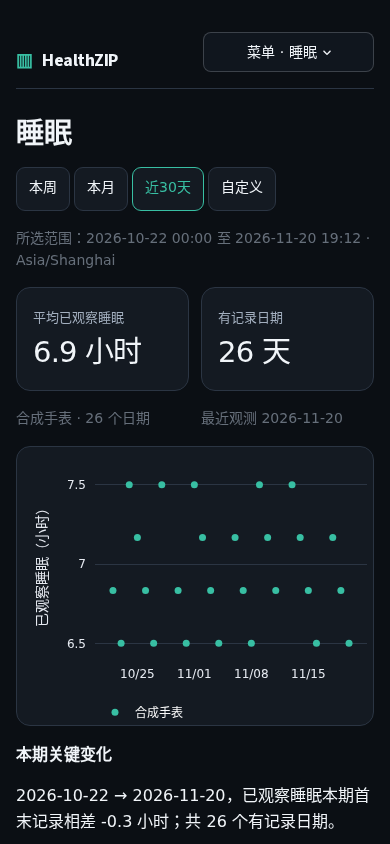 HealthZIP
菜单 · 睡眠
睡眠
本周
本月
近30天
自定义
所选范围：2026-10-22 00:00 至 2026-11-20 19:12 ·
Asia/Shanghai
平均已观察睡眠
6.9 小时
有记录日期
26 天
合成手表 · 26 个日期
最近观测 2026-11-20
已观察睡眠（小时）
7.5
7
6.5
10/25
11/01
11/08
11/15
合成手表
本期关键变化
2026-10-22 → 2026-11-20，已观察睡眠本期首
末记录相差 -0.3 小时；共 26 个有记录日期。